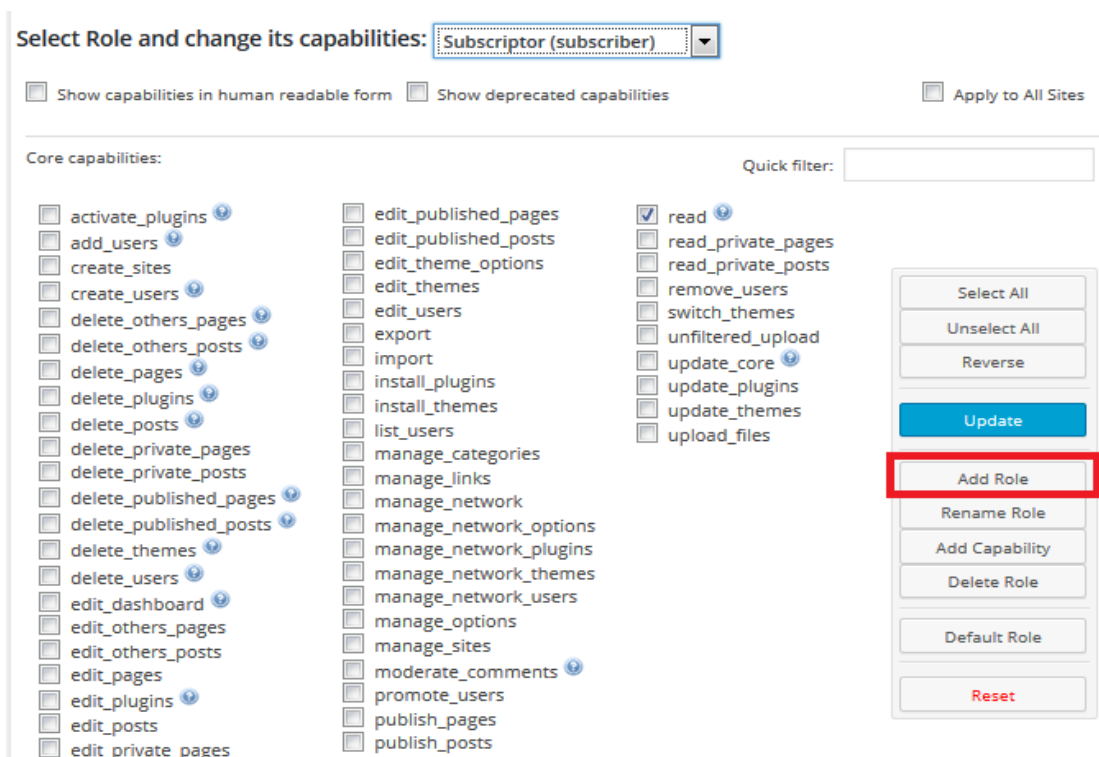 Select Role and change its capabilities: Subscriptor (subscriber)
Show capabilities in human readable form Show deprecated capabilities Apply to All Sites
Core capabilities:
Quick filter:
activate_plugins
add_users
create_sites
create_users
delete_others_pages
delete_others_posts
delete_pages
delete_plugins
delete_posts
delete_private_pages
delete_private_posts
delete_published_pages
delete_published_posts
delete_themes
delete_users
edit_dashboard
edit_others_pages
edit_others_posts
edit_pages
edit_plugins
edit_posts
edit_private_pages
edit_published_pages
edit_published_posts
edit_theme_options
edit_themes
edit_users
export
import
install_plugins
install_themes
list_users
manage_categories
manage_links
manage_network
manage_network_options
manage_network_plugins
manage_network_themes
manage_network_users
manage_options
manage_sites
moderate_comments
promote_users
publish_pages
publish_posts
read
read_private_pages
read_private_posts
remove_users
switch_themes
unfiltered_upload
update_core
update_plugins
update_themes
upload_files
Select All
Unselect All
Reverse
Update
Add Role
Rename Role
Add Capability
Delete Role
Default Role
Reset